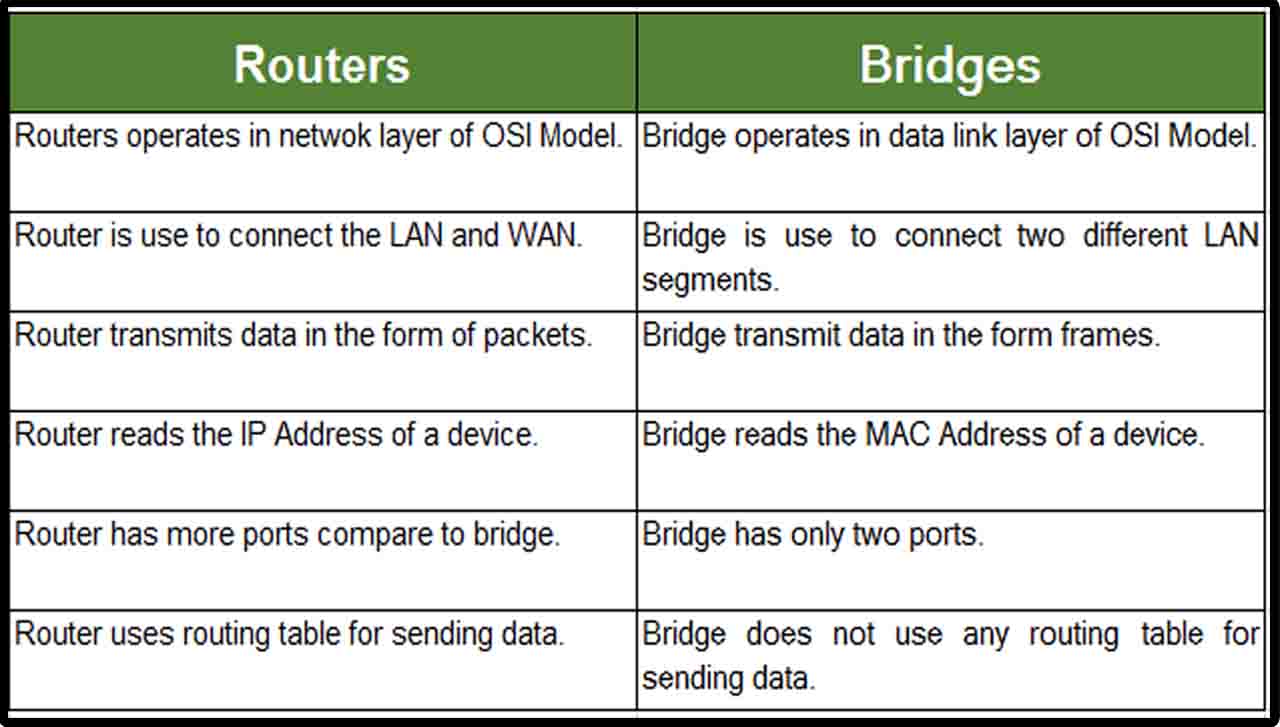 Routers
Bridges
Routers operates in netwok layer of OSI Model.
Bridge operates in data link layer of OSI Model.
Router is use to connect the LAN and WAN.
Bridge is use to connect two different LAN
segments.
Router transmits data in the form of packets.
Bridge transmit data in the form frames.
Router reads the IP Address of a device.
Bridge reads the MAC Address of a device.
Router has more ports compare to bridge.
Bridge has only two ports.
Router uses routing table for sending data.
Bridge does not use any routing table for
sending data.